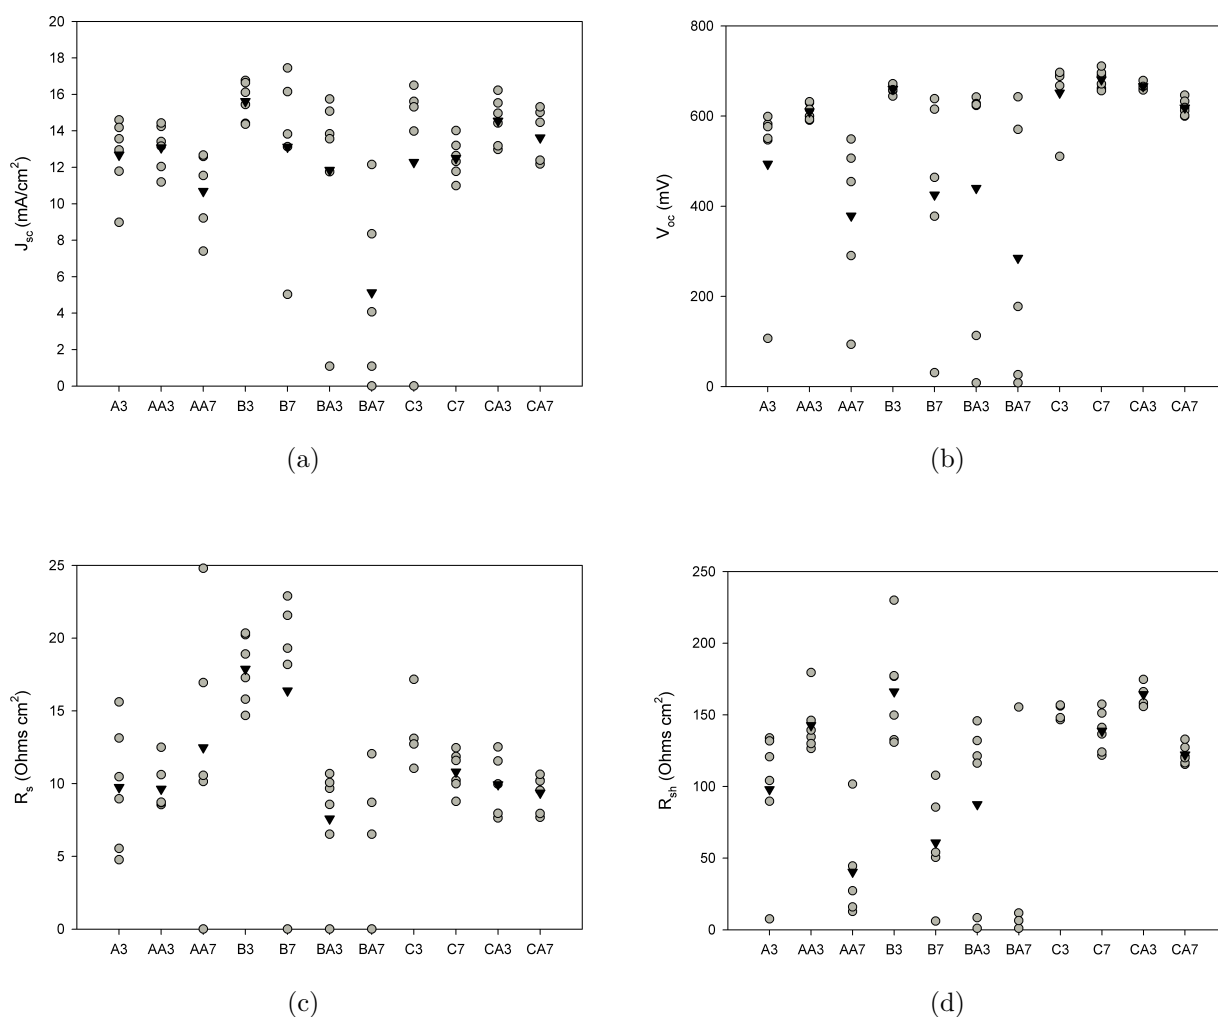 20
18
16
14
12
10
8
6
4
2
0
J_sc (mA/cm²)
A3 AA3 AA7 B3 B7 BA3 BA7 C3 C7 CA3 CA7
(a)
800
600
400
200
0
V_oc (mV)
A3 AA3 AA7 B3 B7 BA3 BA7 C3 C7 CA3 CA7
(b)
25
20
15
10
5
0
R_s (Ohms cm²)
A3 AA3 AA7 B3 B7 BA3 BA7 C3 C7 CA3 CA7
(c)
250
200
150
100
50
0
R_sh (Ohms cm²)
A3 AA3 AA7 B3 B7 BA3 BA7 C3 C7 CA3 CA7
(d)